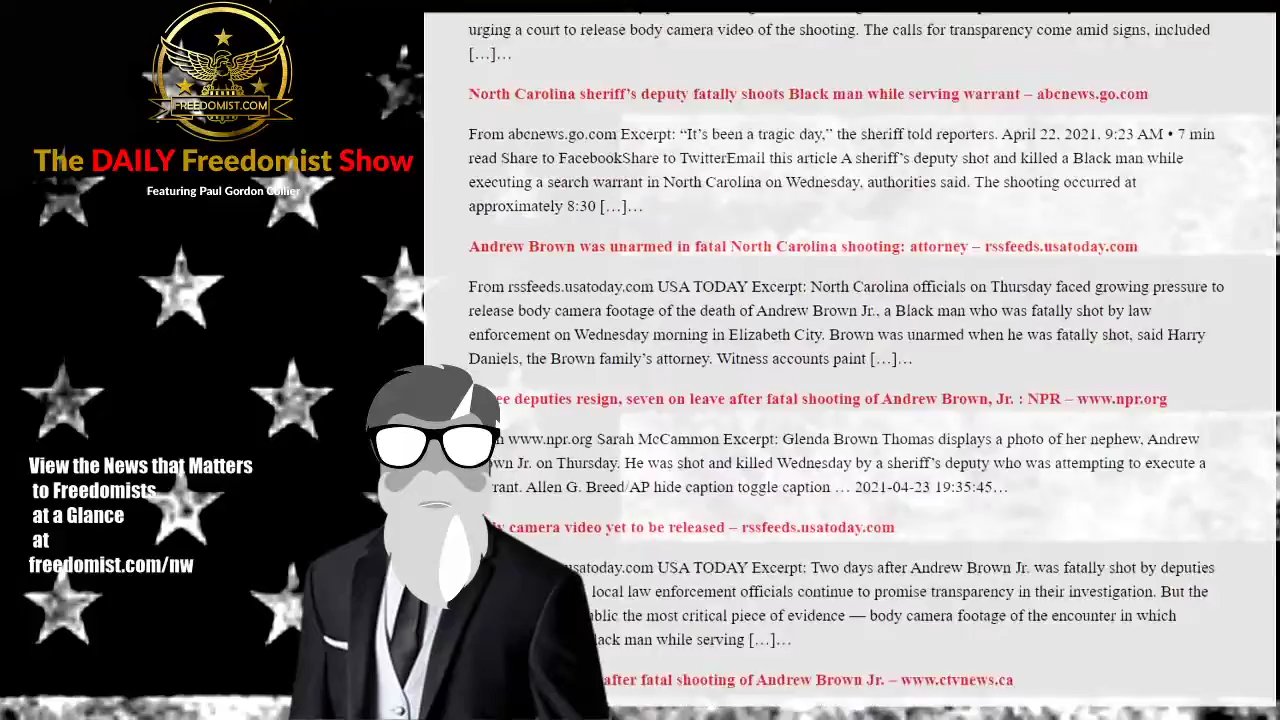 FREEDOMIST.COM
The DAILY Freedomist Show
Featuring Paul Gordon Collier
View the News that Matters
to Freedomists
at a Glance
at
freedomist.com/nw
urging a court to release body camera video of the shooting. The calls for transparency come amid signs, included
[…]…
North Carolina sheriff’s deputy fatally shoots Black man while serving warrant – abcnews.go.com
From abcnews.go.com Excerpt: “It’s been a tragic day,” the sheriff told reporters. April 22, 2021, 9:23 AM • 7 min
read Share to FacebookShare to TwitterEmail this article A sheriff’s deputy shot and killed a Black man while
executing a search warrant in North Carolina on Wednesday, authorities said. The shooting occurred at
approximately 8:30 […]…
Andrew Brown was unarmed in fatal North Carolina shooting: attorney – rssfeeds.usatoday.com
From rssfeeds.usatoday.com USA TODAY Excerpt: North Carolina officials on Thursday faced growing pressure to
release body camera footage of the death of Andrew Brown Jr., a Black man who was fatally shot by law
enforcement on Wednesday morning in Elizabeth City. Brown was unarmed when he was fatally shot, said Harry
Daniels, the Brown family’s attorney. Witness accounts paint […]…
deputies resign, seven on leave after fatal shooting of Andrew Brown, Jr. : NPR – www.npr.org
www.npr.org Sarah McCammon Excerpt: Glenda Brown Thomas displays a photo of her nephew, Andrew
Jr. on Thursday. He was shot and killed Wednesday by a sheriff’s deputy who was attempting to execute a
Allen G. Breed/AP hide caption toggle caption … 2021-04-23 19:35:45…
camera video yet to be released – rssfeeds.usatoday.com
USA TODAY Excerpt: Two days after Andrew Brown Jr. was fatally shot by deputies
local law enforcement officials continue to promise transparency in their investigation. But the
the most critical piece of evidence — body camera footage of the encounter in which
man while serving […]…
after fatal shooting of Andrew Brown Jr. – www.ctvnews.ca